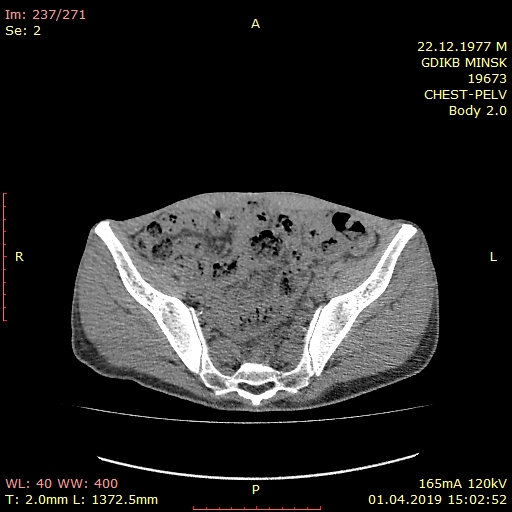 Im: 237/271
Se: 2
A
22.12.1977 M
GDIKB MINSK
19673
CHEST-PELV
Body 2.0
R
L
WL: 40 WW: 400
T: 2.0mm L: 1372.5mm
P
165mA 120kV
01.04.2019 15:02:52